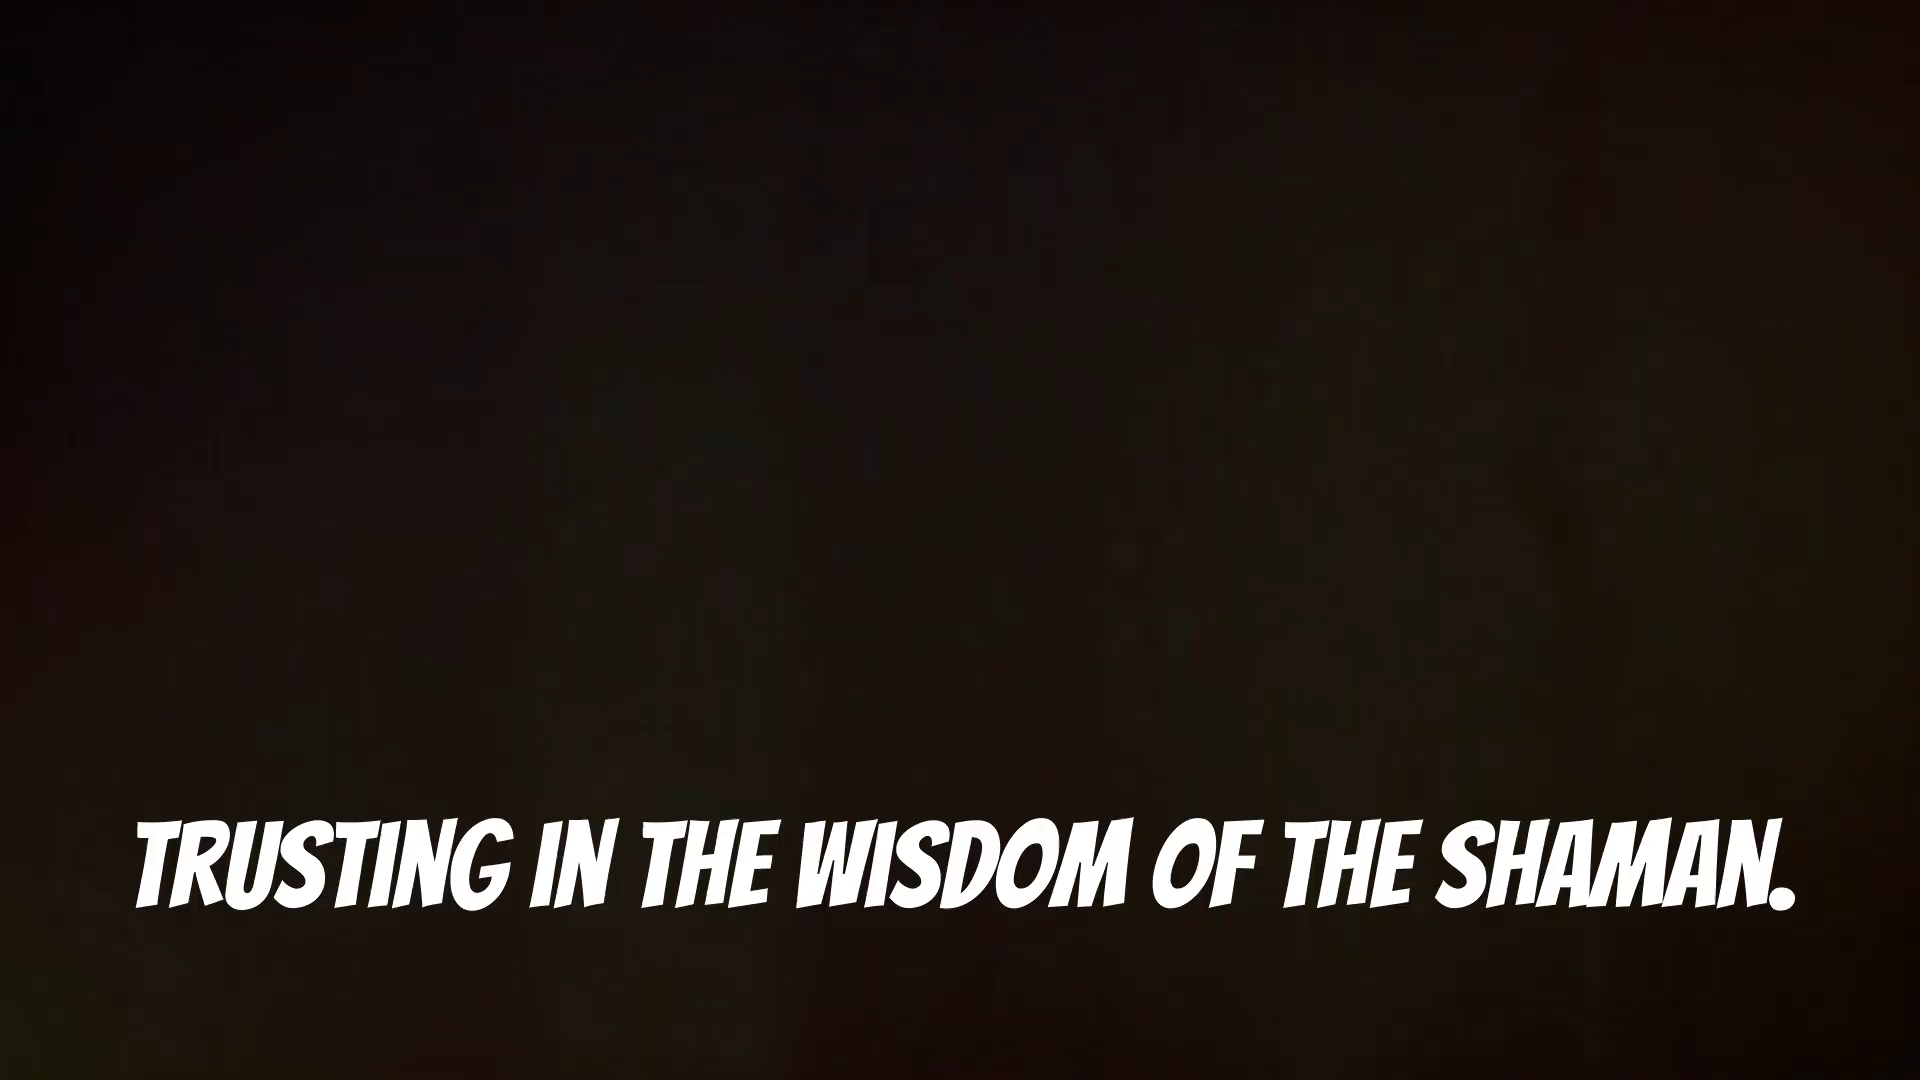 TRUSTING IN THE WISDOM OF THE SHAMAN.